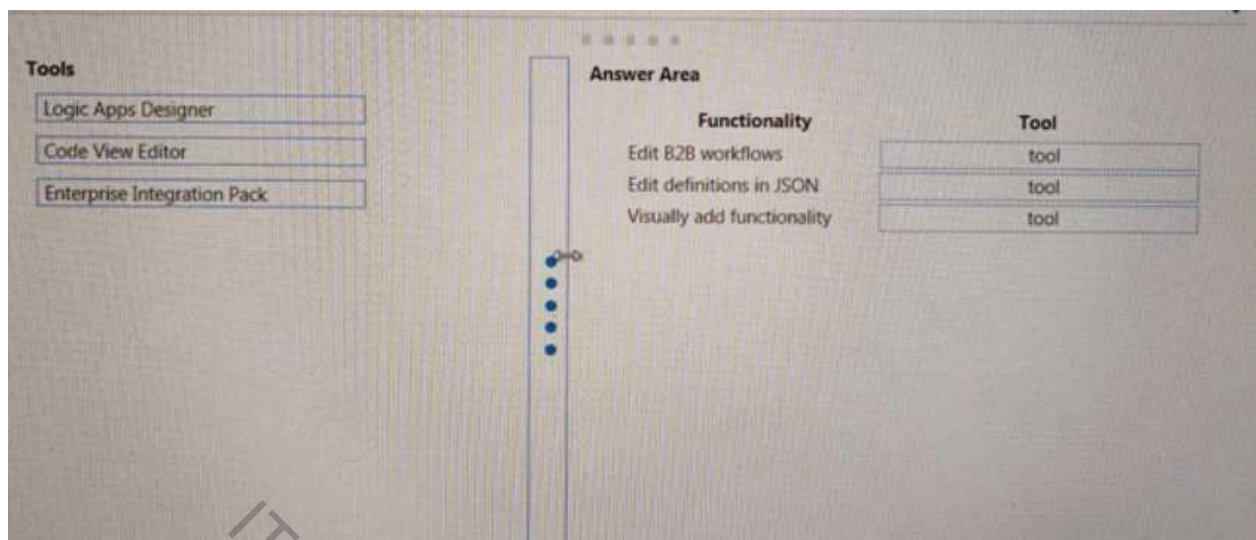 Tools
Logic Apps Designer
Code View Editor
Enterprise Integration Pack
Answer Area
Functionality Tool
Edit B2B workflows tool
Edit definitions in JSON tool
Visually add functionality tool
IT